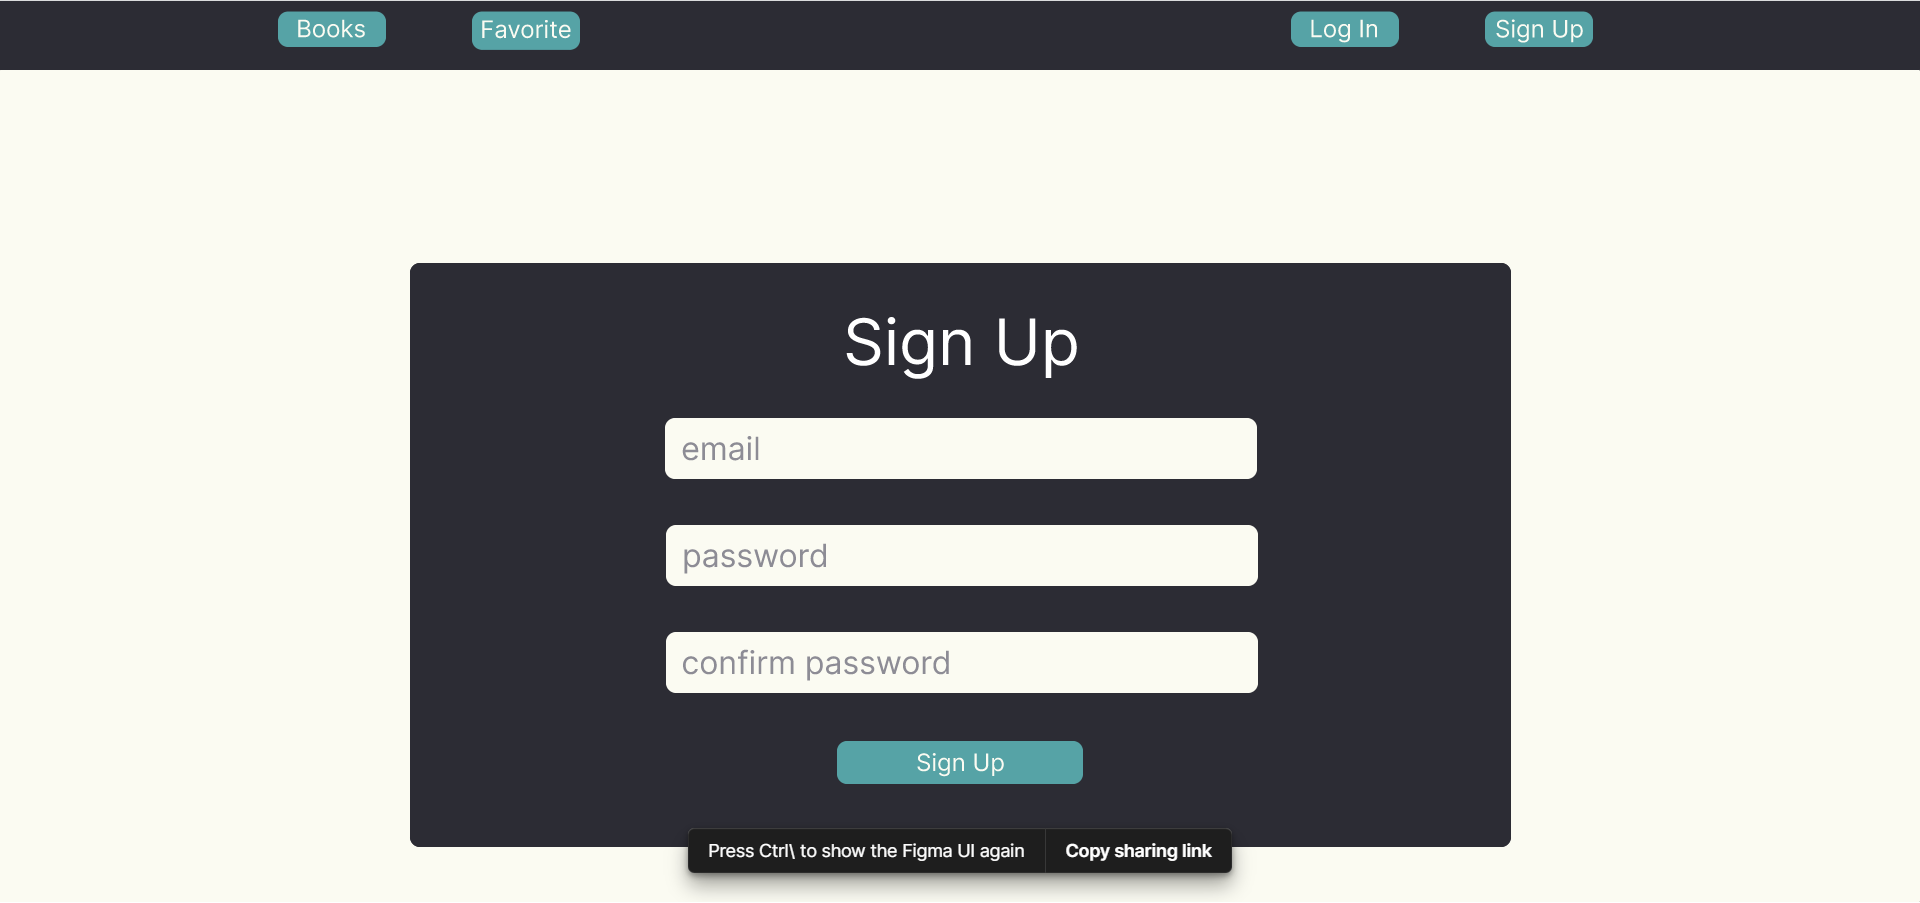 Books Favorite Log In Sign Up
Sign Up
email
password
confirm password
Sign Up
Press Ctrl\ to show the Figma UI again Copy sharing link